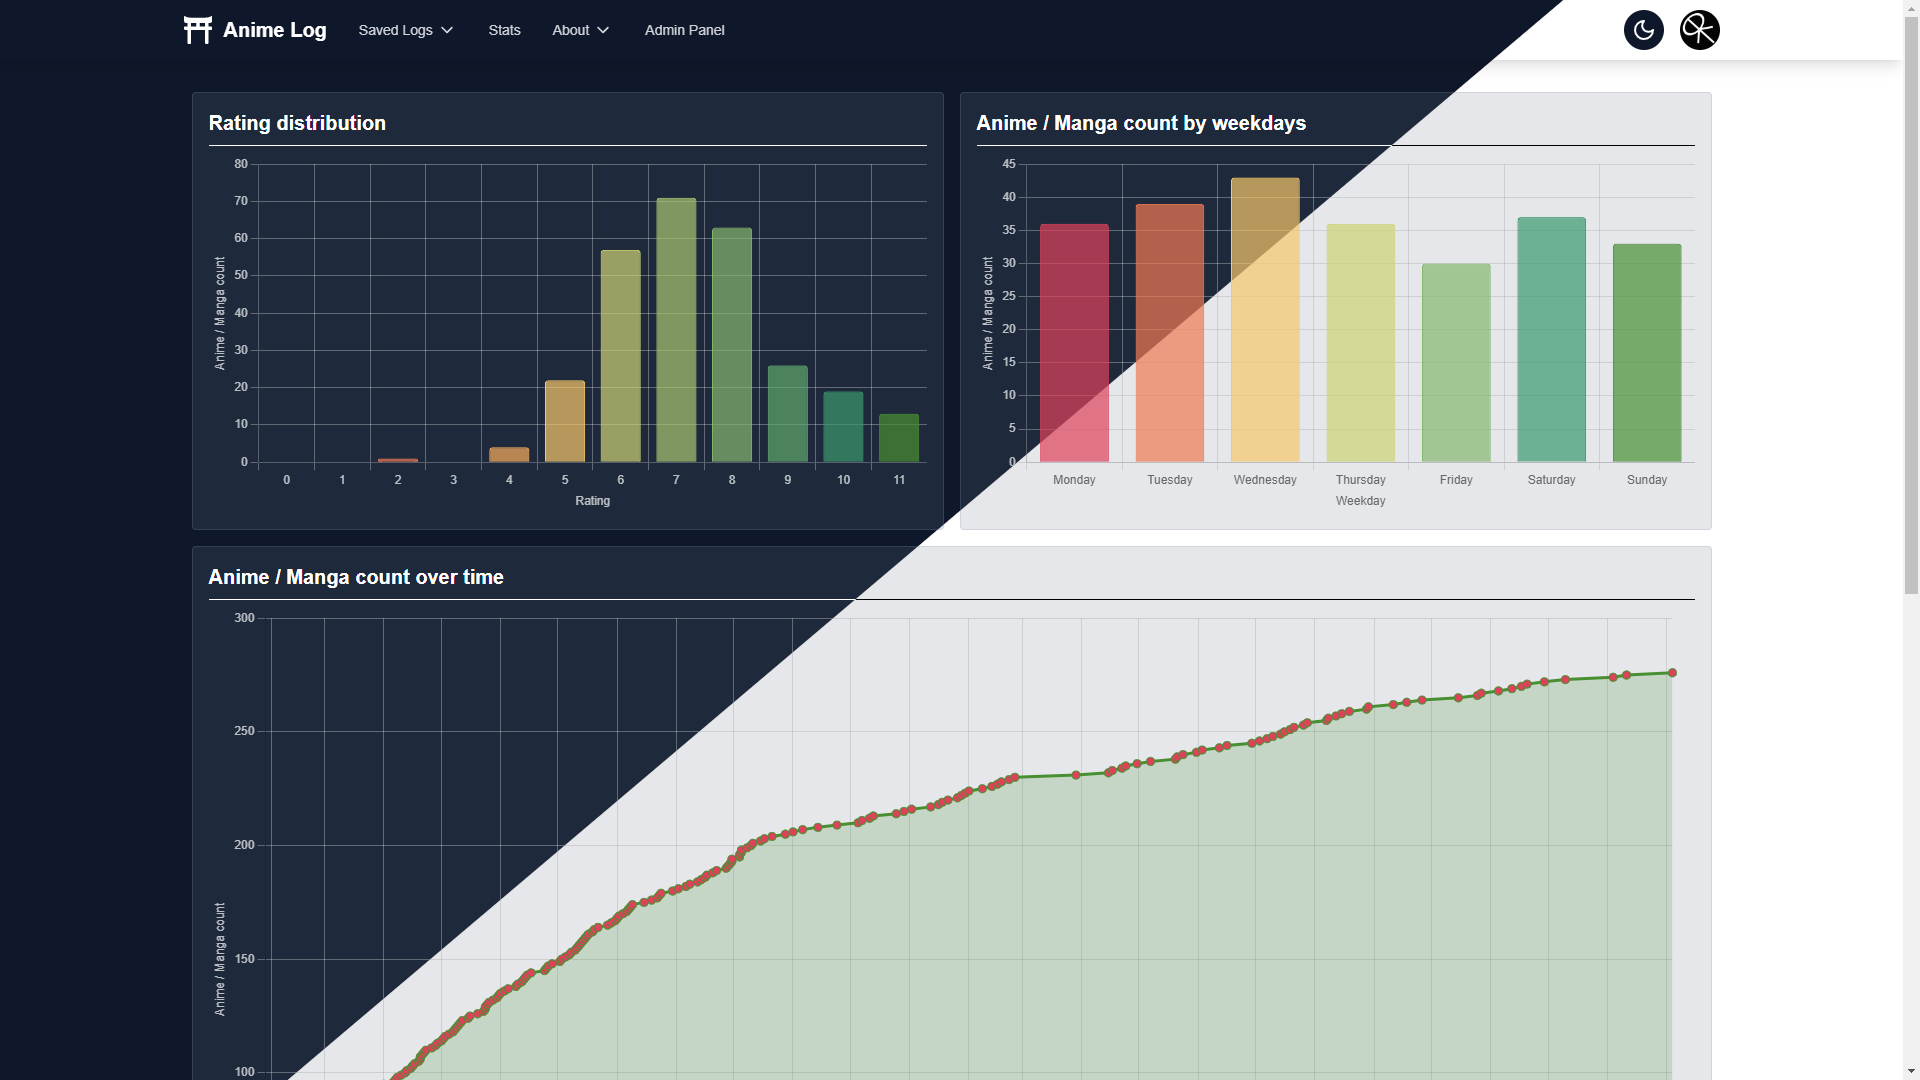 Anime Log
Saved Logs
Stats
About
Admin Panel
Rating distribution
80
70
60
50
40
30
20
10
0
Anime / Manga count
0 1 2 3 4 5 6 7 8 9 10 11
Rating
Anime / Manga count by weekdays
45
40
35
30
25
20
15
10
5
0
Anime / Manga count
Monday Tuesday Wednesday Thursday Friday Saturday Sunday
Weekday
Anime / Manga count over time
300
250
200
150
100
Anime / Manga count